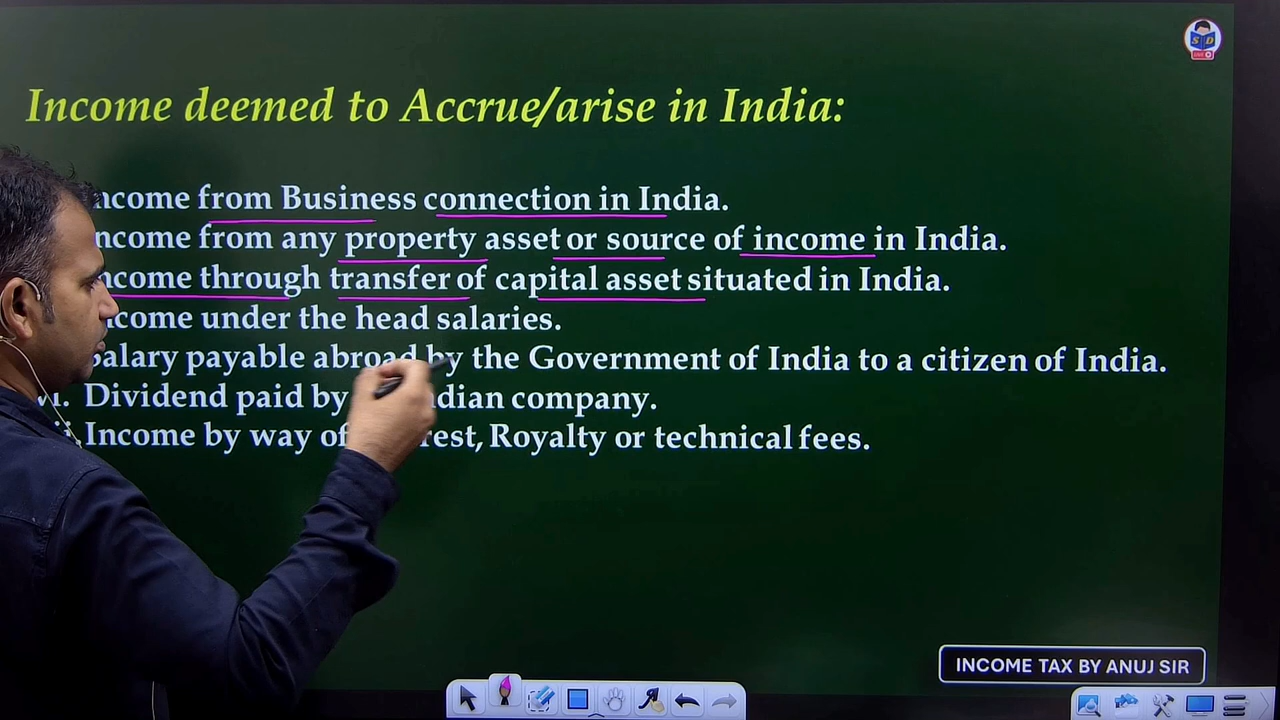 Income deemed to Accrue/arise in India:
ncome from Business connection in India.
ncome from any property asset or source of income in India.
ncome through transfer of capital asset situated in India.
come under the head salaries.
Salary payable abroad by the Government of India to a citizen of India.
vi. Dividend paid by dian company.
Income by way of rest, Royalty or technical fees.
S D
INCOME TAX BY ANUJ SIR